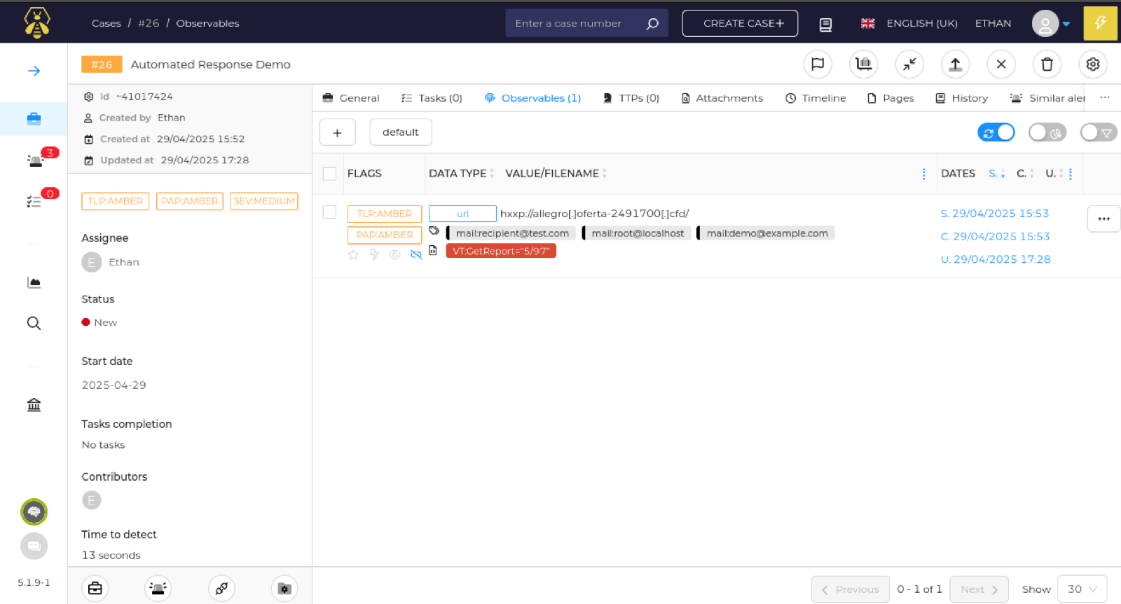 Cases / #26 / Observables
Enter a case number
CREATE CASE+
ENGLISH (UK)
ETHAN
#26 Automated Response Demo
id ~41017424
Created by Ethan
Created at 29/04/2025 15:52
Updated at 29/04/2025 17:28
TLP:AMBER PAP:AMBER SEV:MEDIUM
Assignee
E Ethan
Status
New
Start date
2025-04-29
Tasks completion
No tasks
Contributors
E
Time to detect
13 seconds
3
0
5.1.9-1
General Tasks (0) Observables (1) TTPs (0) Attachments Timeline Pages History Similar aler ...
+ default
FLAGS DATA TYPE VALUE/FILENAME DATES S. C. U.
TLP:AMBER url hxxp://allegro[.]oferta-2491700[.]cfd/ S. 29/04/2025 15:53
PAP:AMBER mail:recipient@test.com mail:root@localhost mail:demo@example.com C. 29/04/2025 15:53
VT:GetReport="5/97" U. 29/04/2025 17:28
Previous 0 - 1 of 1 Next Show 30